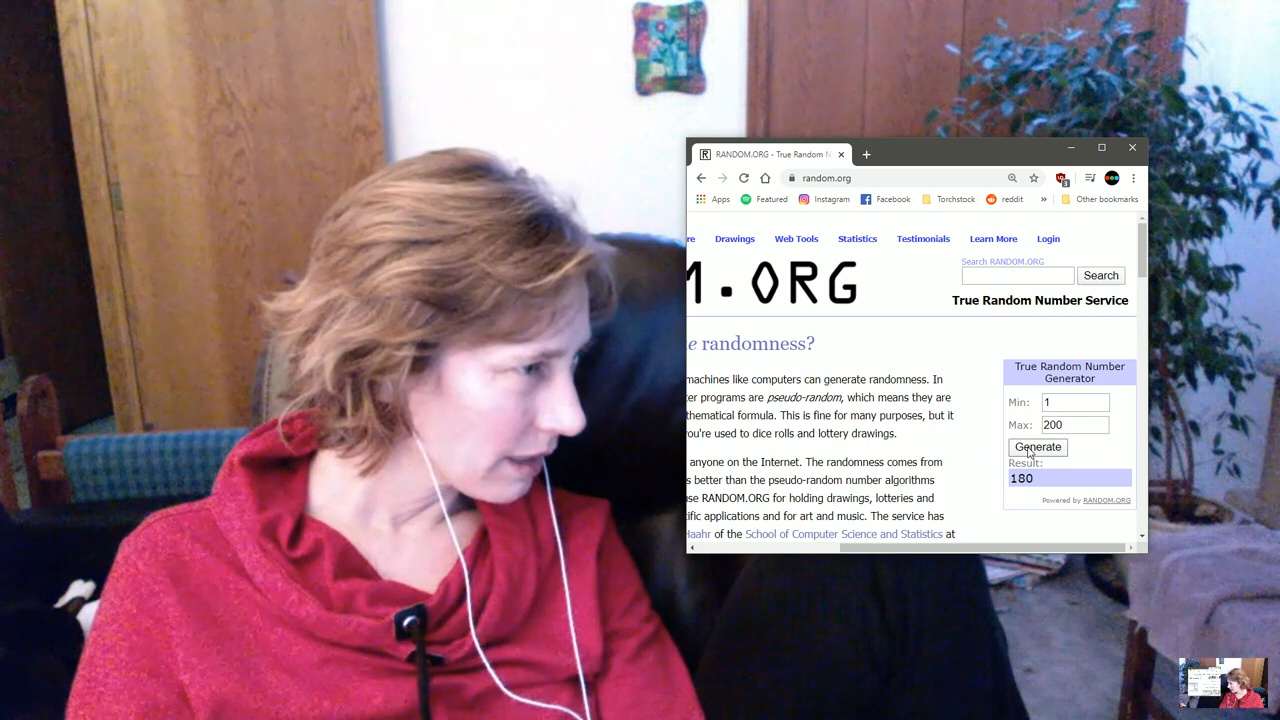 RANDOM.ORG - True Random N
random.org
3
Apps
Featured
Instagram
Facebook
Torchstock
reddit
»
Other bookmarks
re
Drawings
Web Tools
Statistics
Testimonials
Learn More
Login
M.ORG
Search RANDOM.ORG
Search
True Random Number Service
e randomness?
machines like computers can generate randomness. In
er programs are pseudo-random, which means they are
thematical formula. This is fine for many purposes, but it
you're used to dice rolls and lottery drawings.
anyone on the Internet. The randomness comes from
s better than the pseudo-random number algorithms
use RANDOM.ORG for holding drawings, lotteries and
tific applications and for art and music. The service has
Haahr of the School of Computer Science and Statistics at
True Random Number
Generator
Min: 1
Max: 200
Generate
Result:
180
Powered by RANDOM.ORG